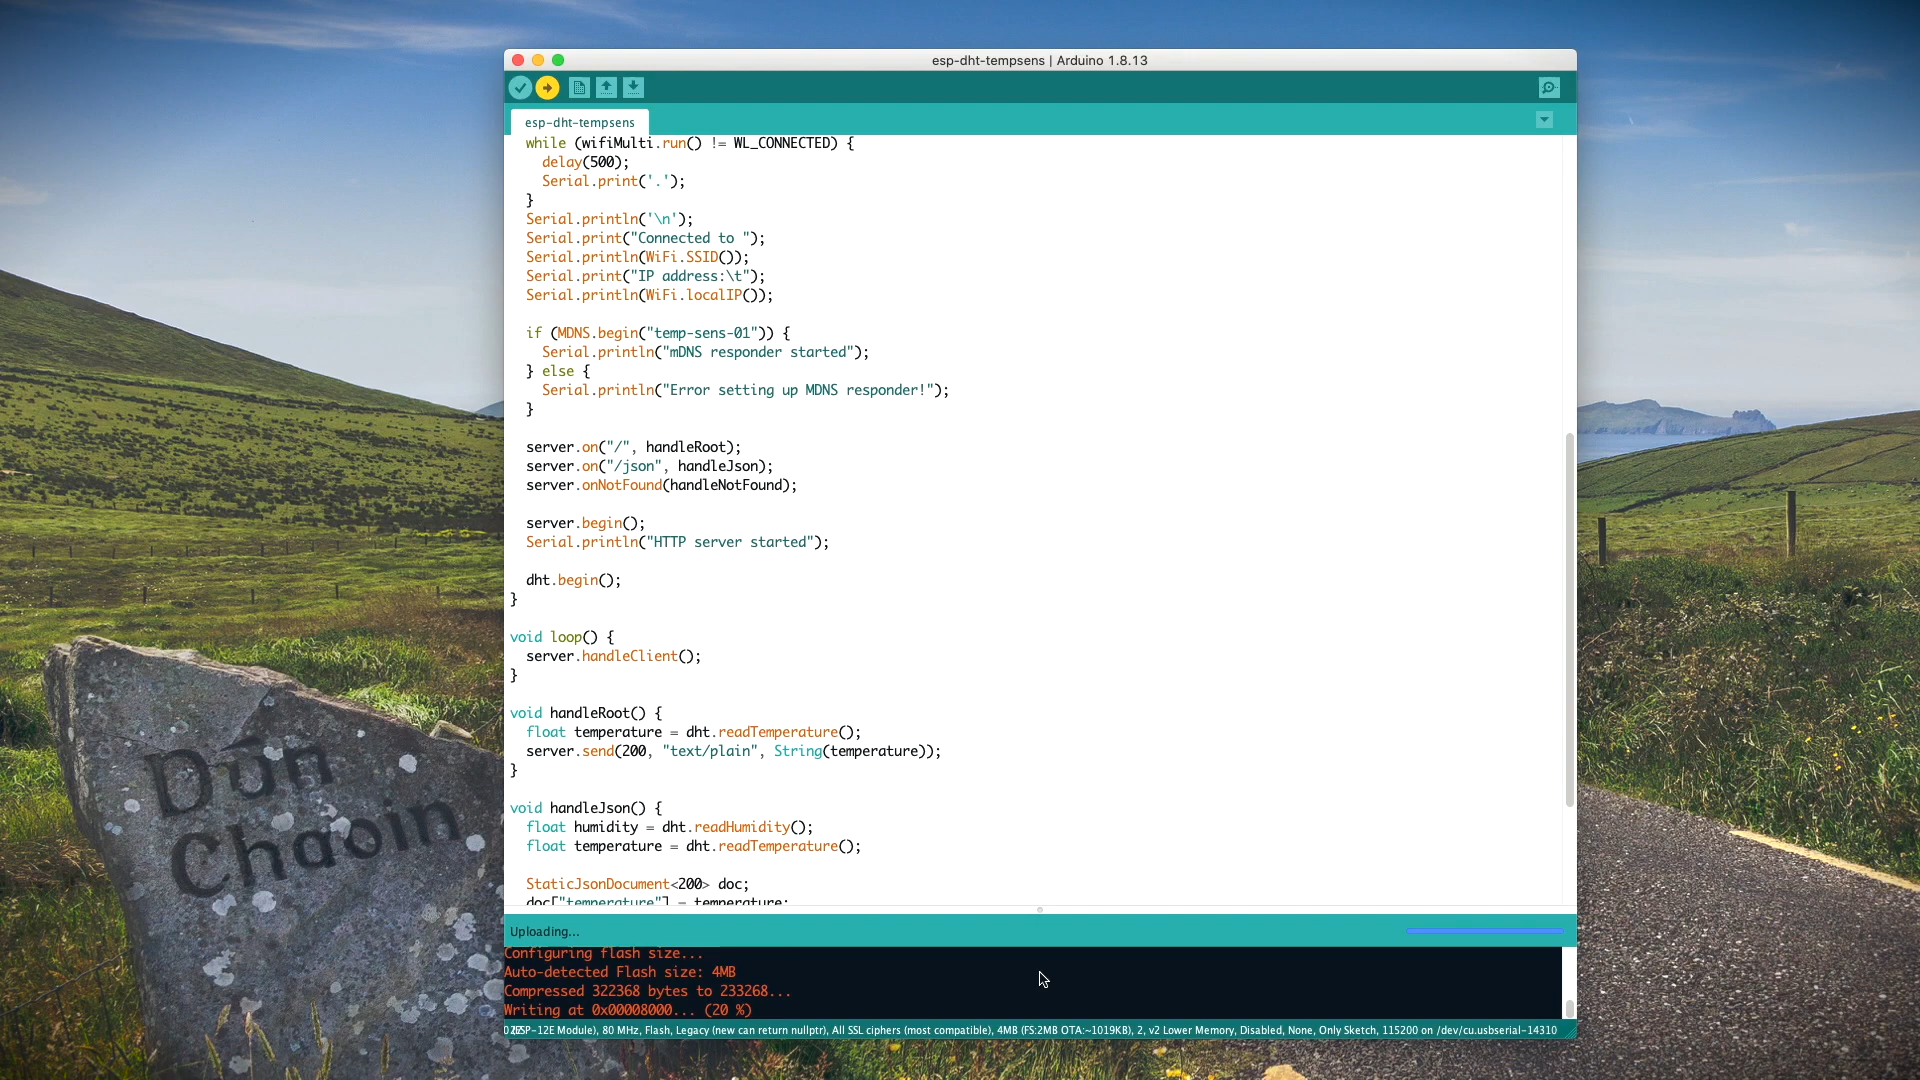 esp-dht-tempsens | Arduino 1.8.13
esp-dht-tempsens
while (wifiMulti.run() != WL_CONNECTED) {
delay(500);
Serial.print('.');
}
Serial.println('\n');
Serial.print("Connected to ");
Serial.println(WiFi.SSID());
Serial.print("IP address:\t");
Serial.println(WiFi.localIP());
if (MDNS.begin("temp-sens-01")) {
Serial.println("mDNS responder started");
} else {
Serial.println("Error setting up MDNS responder!");
}
server.on("/", handleRoot);
server.on("/json", handleJson);
server.onNotFound(handleNotFound);
server.begin();
Serial.println("HTTP server started");
dht.begin();
}
void loop() {
server.handleClient();
}
void handleRoot() {
float temperature = dht.readTemperature();
server.send(200, "text/plain", String(temperature));
}
void handleJson() {
float humidity = dht.readHumidity();
float temperature = dht.readTemperature();
StaticJsonDocument<200> doc;
doc["temperature"] = temperature;
Uploading...
Configuring flash size...
Auto-detected Flash size: 4MB
Compressed 322368 bytes to 233268...
Writing at 0x00008000... (20 %)
ESP-12E Module), 80 MHz, Flash, Legacy (new can return nullptr), All SSL ciphers (most compatible), 4MB (FS:2MB OTA:~1019KB), 2, v2 Lower Memory, Disabled, None, Only Sketch, 115200 on /dev/cu.usbserial-14310
Dún
Chaoin